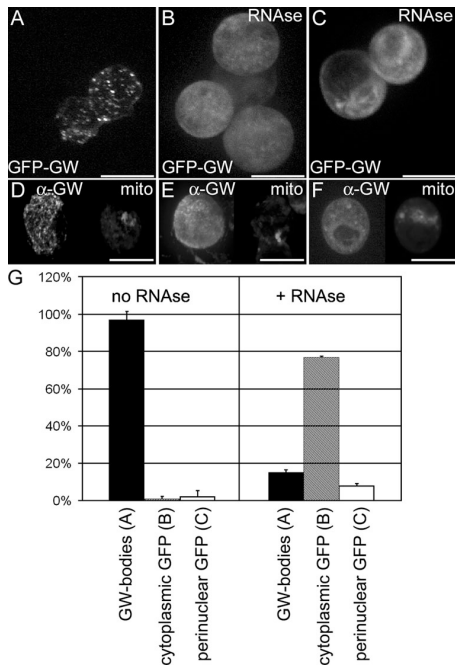 A
B RNAse
C RNAse
GFP-GW
GFP-GW
GFP-GW
D α-GW mito
E α-GW mito
F α-GW mito
G
120%
no RNAse + RNAse
100%
80%
60%
40%
20%
0%
GW-bodies (A)
cytoplasmic GFP (B)
perinuclear GFP (C)
GW-bodies (A)
cytoplasmic GFP (B)
perinuclear GFP (C)